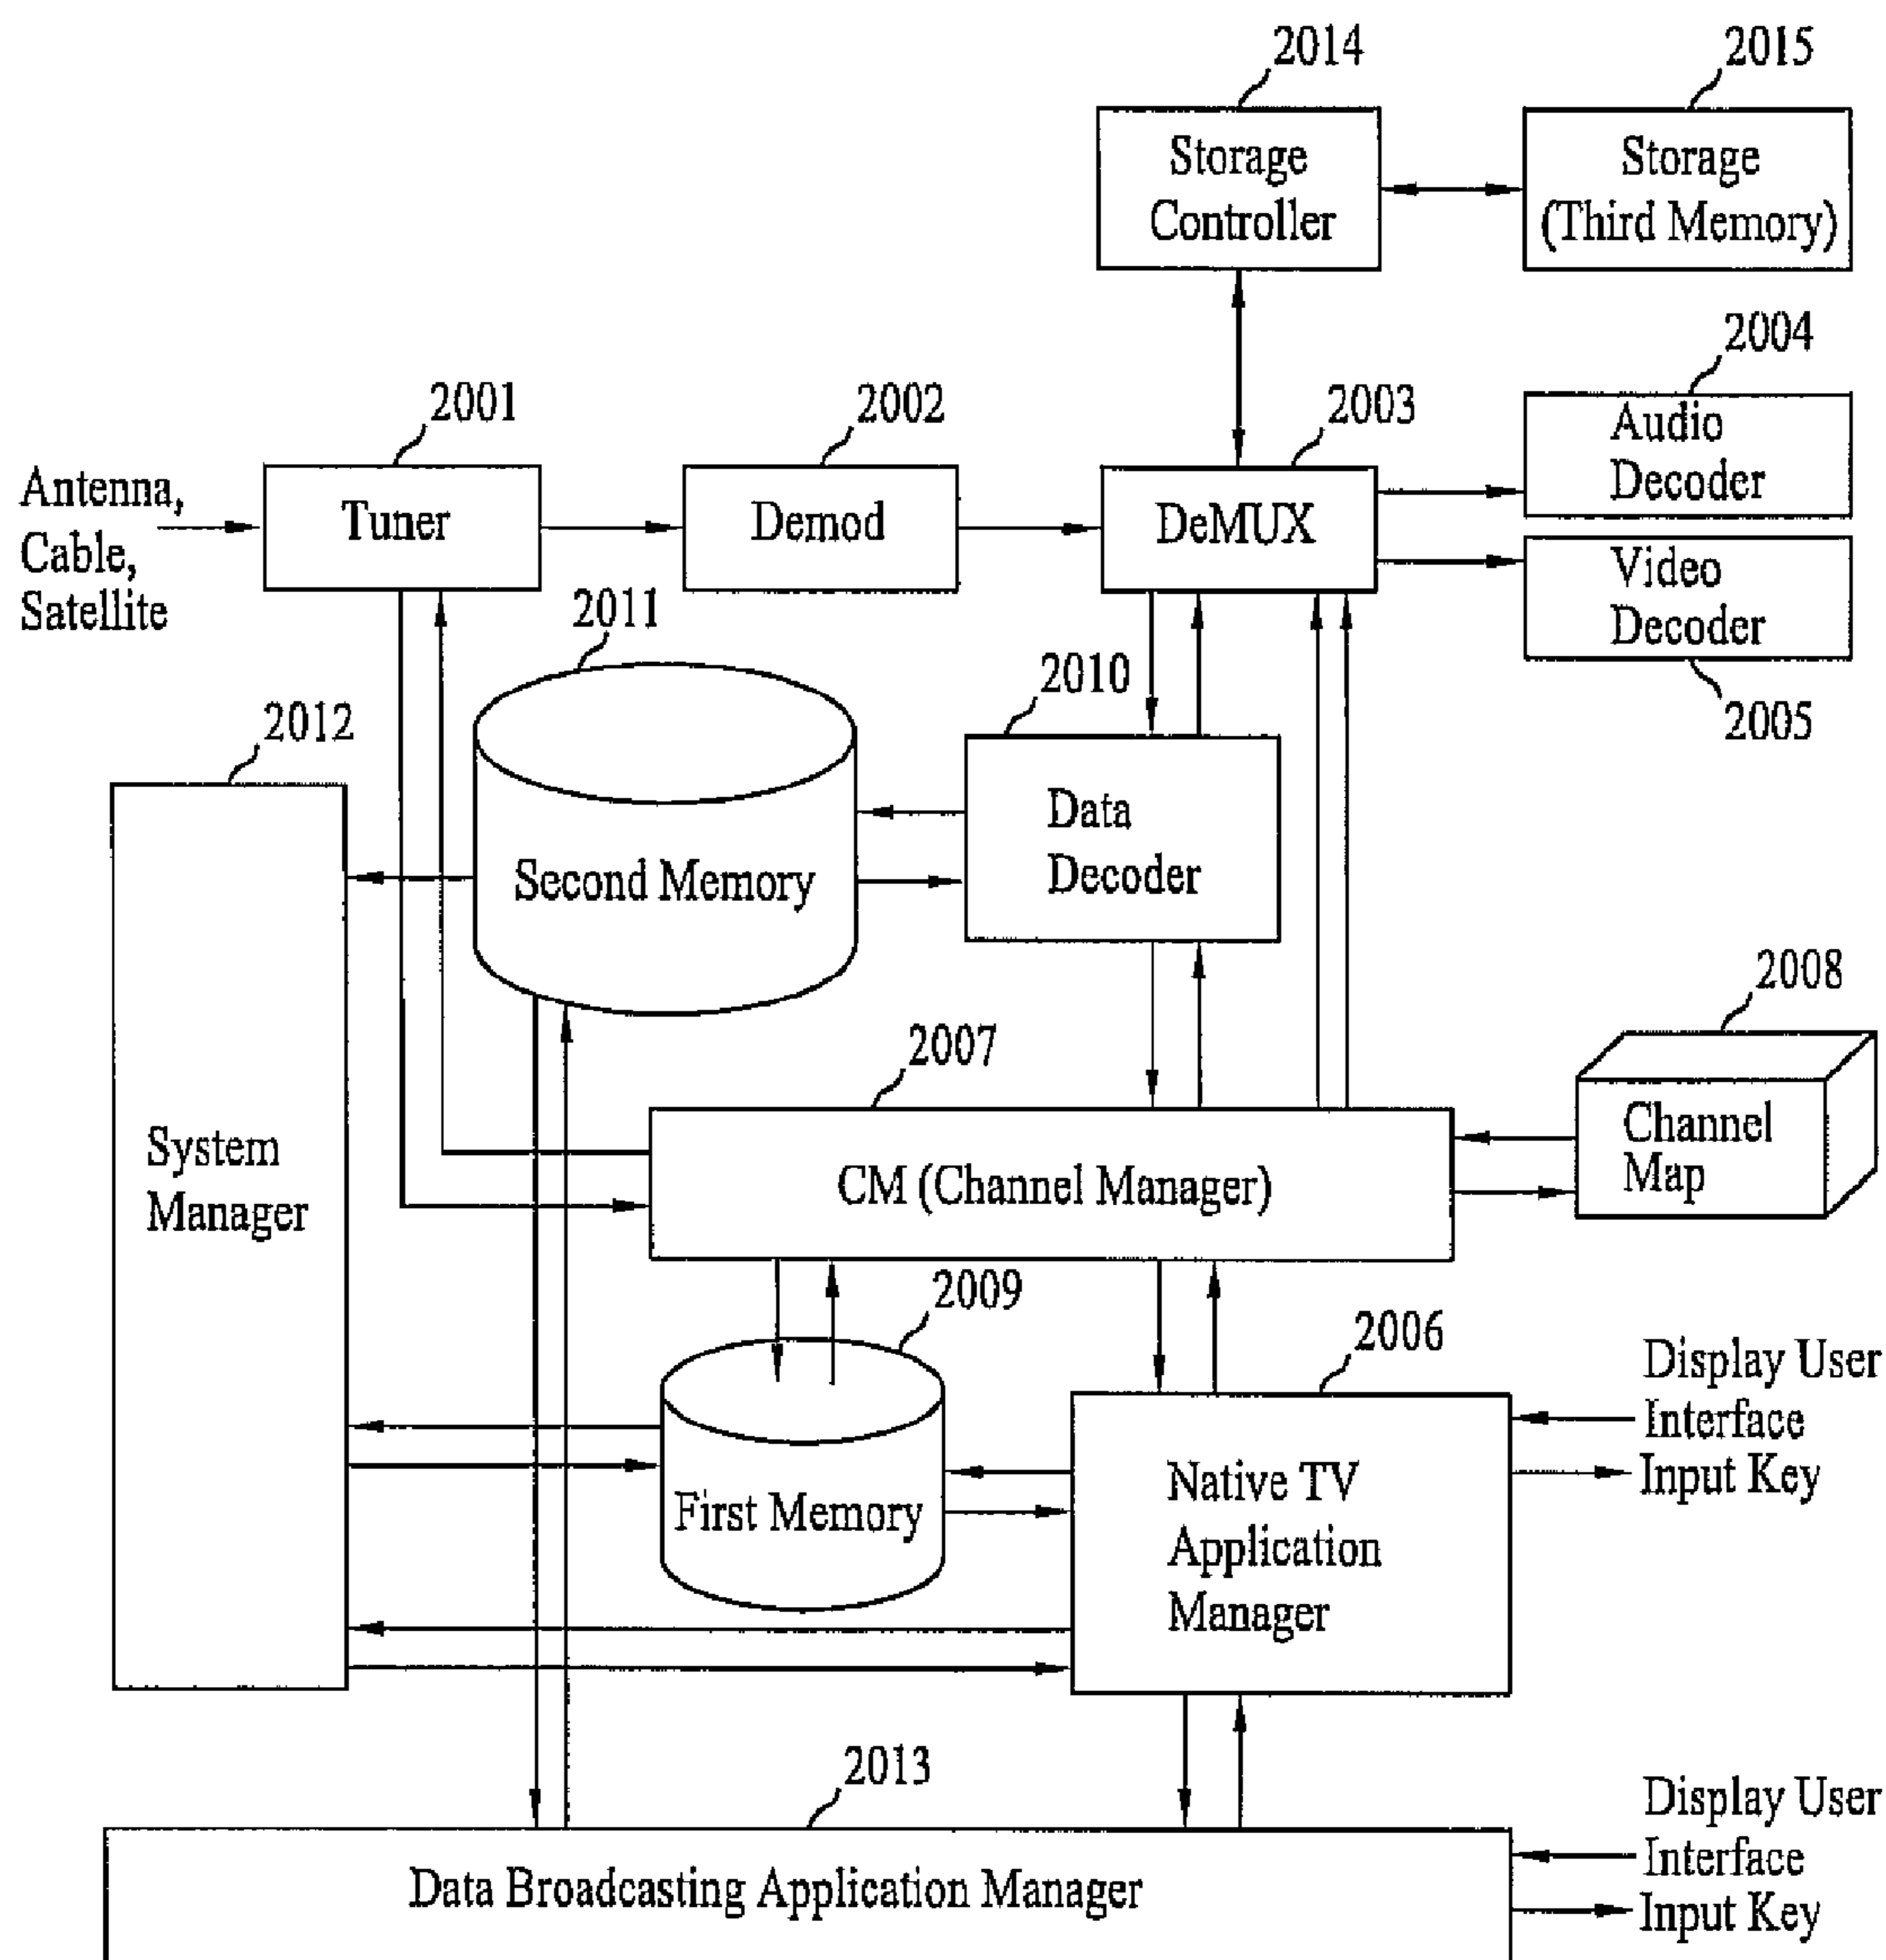 2014
2015
Storage
Controller
Storage
(Third Memory)
2004
2001
2002
2003
Audio
Decoder
Antenna,
Cable,
Satellite
Tuner
Demod
DeMUX
Video
Decoder
2011
2010
2005
2012
Data
Decoder
Second Memory
2008
2007
Channel
Map
System
Manager
CM (Channel Manager)
2009
2006
Display User
Interface
Input Key
First Memory
Native TV
Application
Manager
2013
Display User
Interface
Input Key
Data Broadcasting Application Manager